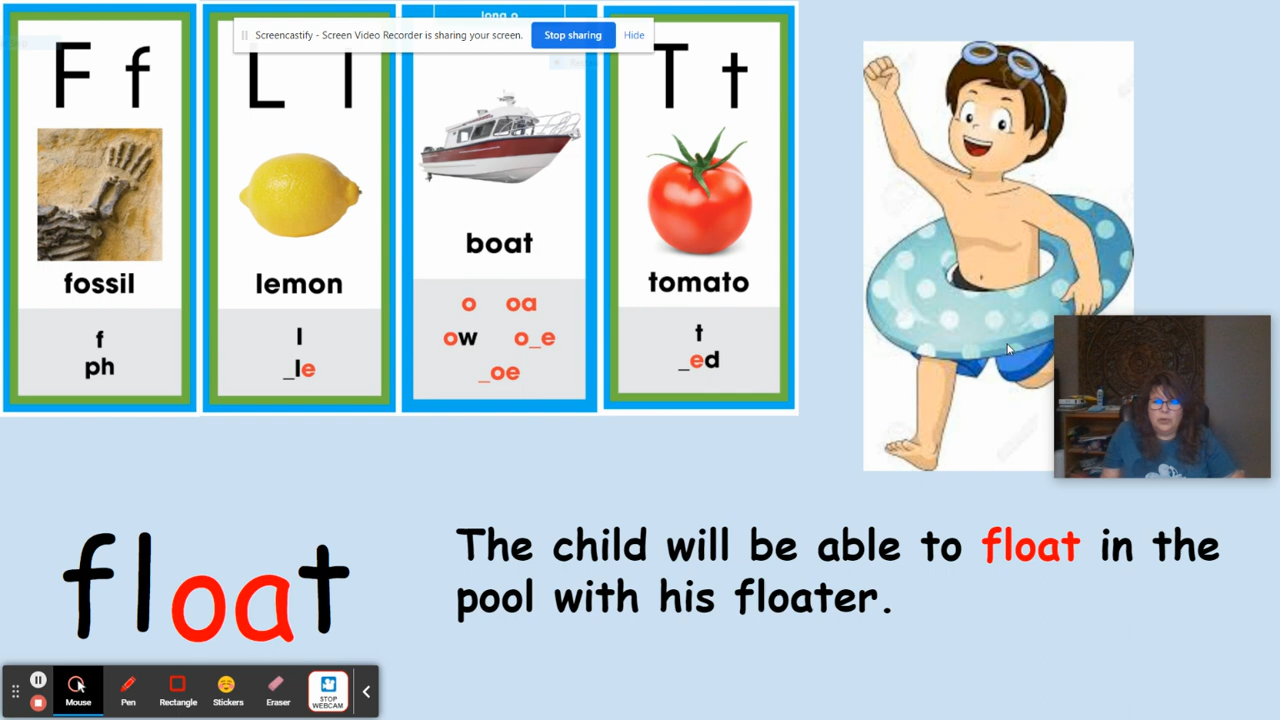 long o
Screencastify - Screen Video Recorder is sharing your screen.
Stop sharing
Hide
F f
L l
T t
fossil
lemon
boat
tomato
f
ph
l
_le
o oa
ow o_e
_oe
t
_ed
float
The child will be able to float in the
pool with his floater.
Mouse
Pen
Rectangle
Stickers
Eraser
STOP
WEBCAM